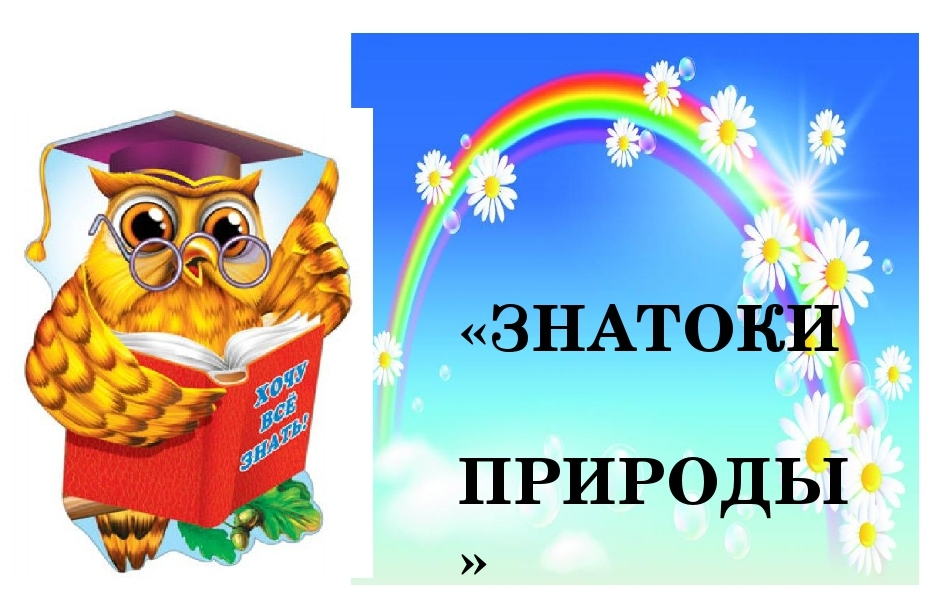 ХОЧУ
ВСЁ
ЗНАТЬ!
«ЗНАТОКИ
ПРИРОДЫ
»